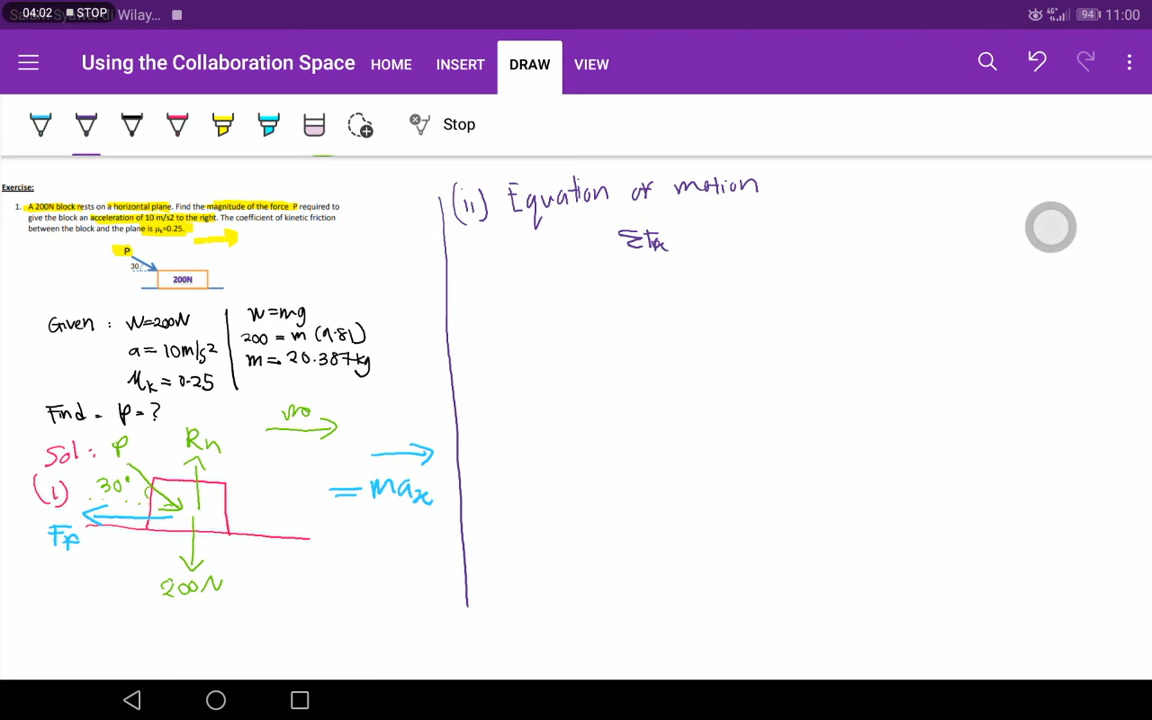 04:02 STOP
Wilay...
4G 94 11:00
Using the Collaboration Space HOME INSERT DRAW VIEW
Stop
Exercise:
1. A 200N block rests on a horizontal plane. Find the magnitude of the force P required to
give the block an acceleration of 10 m/s2 to the right. The coefficient of kinetic friction
between the block and the plane is μk=0.25.
P
30
200N
Given : W=200N
a = 10m/s²
μk = 0.25
W=mg
200 = m (9.81)
m = 20.387kg
Find = P = ?
Sol :
(i)
P
Rn
30°
FR
200N
mo
= max
(ii) Equation of motion
ΣFx